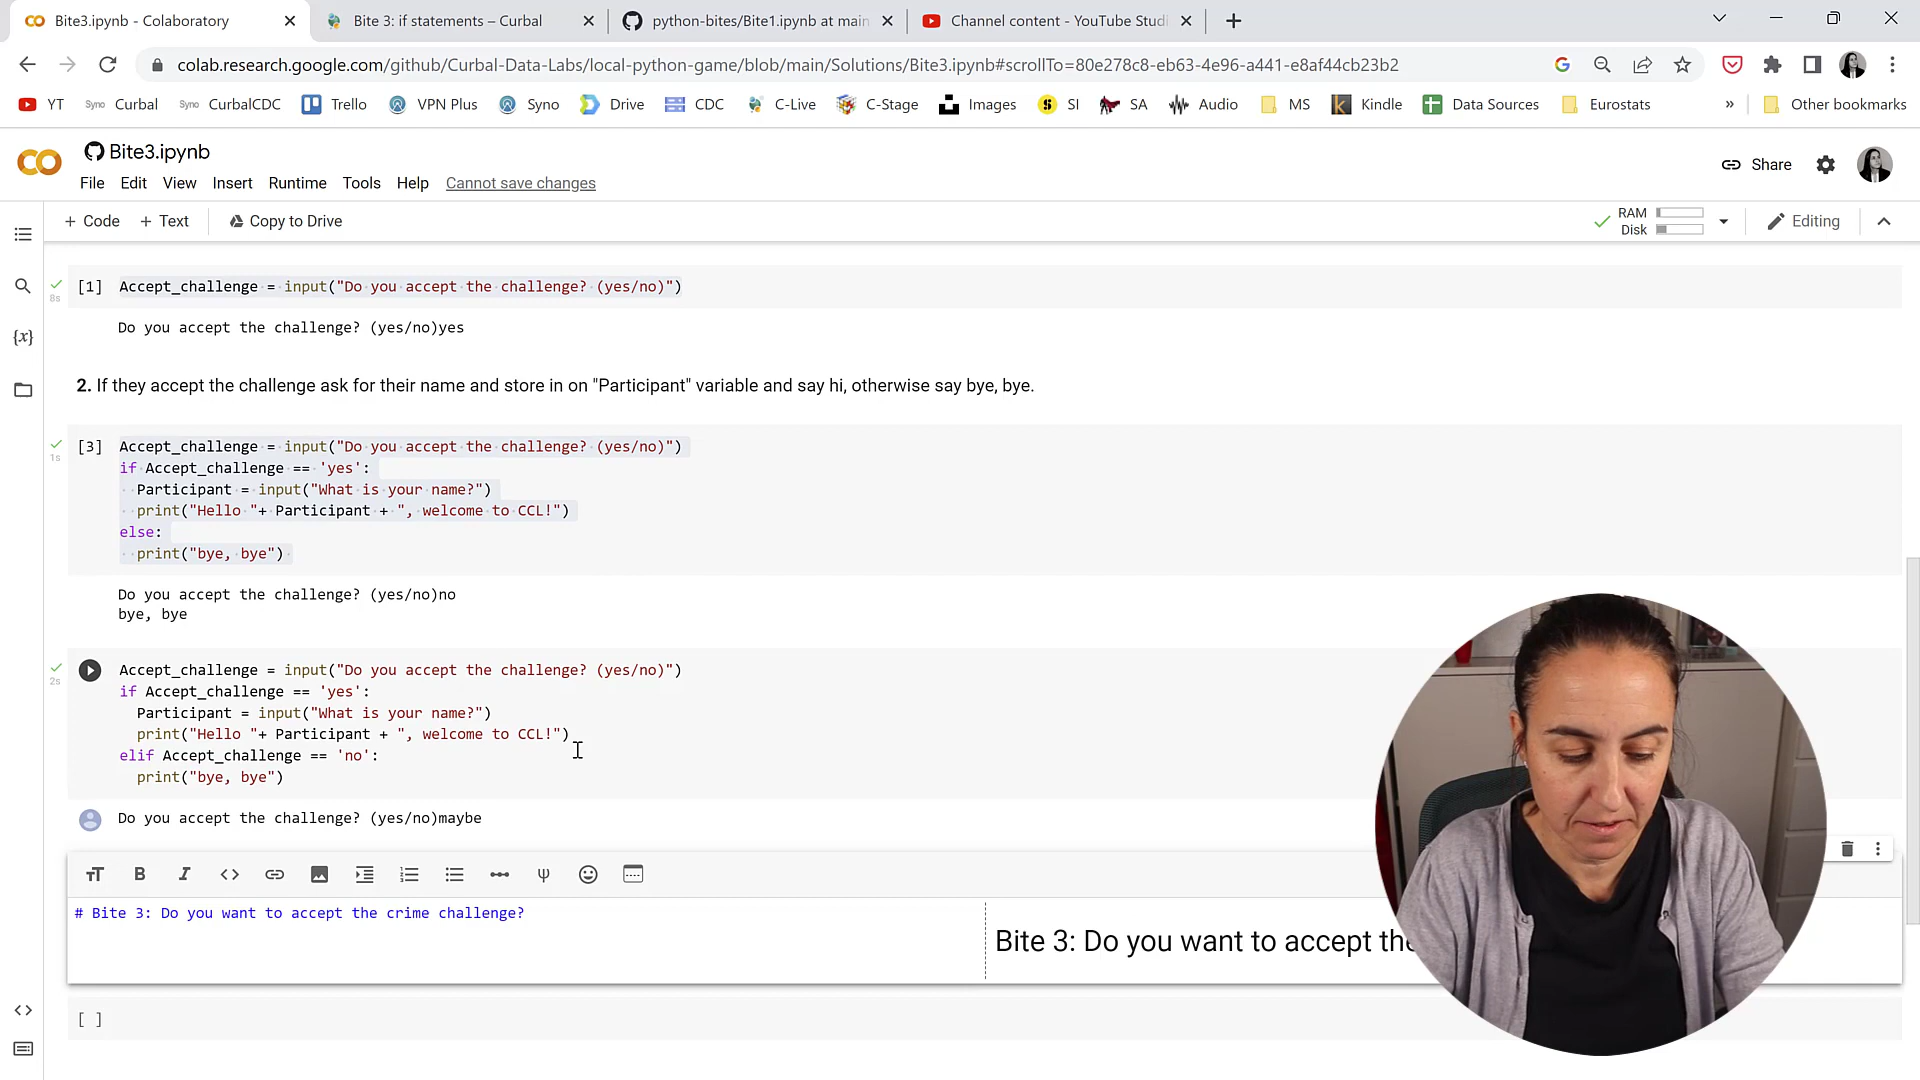 Bite3.ipynb - Colaboratory
Bite 3: if statements – Curbal
python-bites/Bite1.ipynb at main
Channel content - YouTube Studi
colab.research.google.com/github/Curbal-Data-Labs/local-python-game/blob/main/Solutions/Bite3.ipynb#scrollTo=80e278c8-eb63-4e96-a441-e8af44cb23b2
YT
Syno Curbal
Syno CurbalCDC
Trello
VPN Plus
Syno
Drive
CDC
C-Live
C-Stage
Images
SI
SA
Audio
MS
Kindle
Data Sources
Eurostats
»
Other bookmarks
Bite3.ipynb
File Edit View Insert Runtime Tools Help Cannot save changes
Share
+ Code + Text Copy to Drive
RAM
Disk
Editing
[1] Accept_challenge = input("Do you accept the challenge? (yes/no)")
8s
Do you accept the challenge? (yes/no)yes
2. If they accept the challenge ask for their name and store in on "Participant" variable and say hi, otherwise say bye, bye.
[3] Accept_challenge = input("Do you accept the challenge? (yes/no)")
1s
if Accept_challenge == 'yes':
Participant = input("What is your name?")
print("Hello "+ Participant + ", welcome to CCL!")
else:
print("bye, bye")
Do you accept the challenge? (yes/no)no
bye, bye
Accept_challenge = input("Do you accept the challenge? (yes/no)")
2s
if Accept_challenge == 'yes':
Participant = input("What is your name?")
print("Hello "+ Participant + ", welcome to CCL!")
elif Accept_challenge == 'no':
print("bye, bye")
Do you accept the challenge? (yes/no)maybe
# Bite 3: Do you want to accept the crime challenge?
Bite 3: Do you want to accept the
[ ]